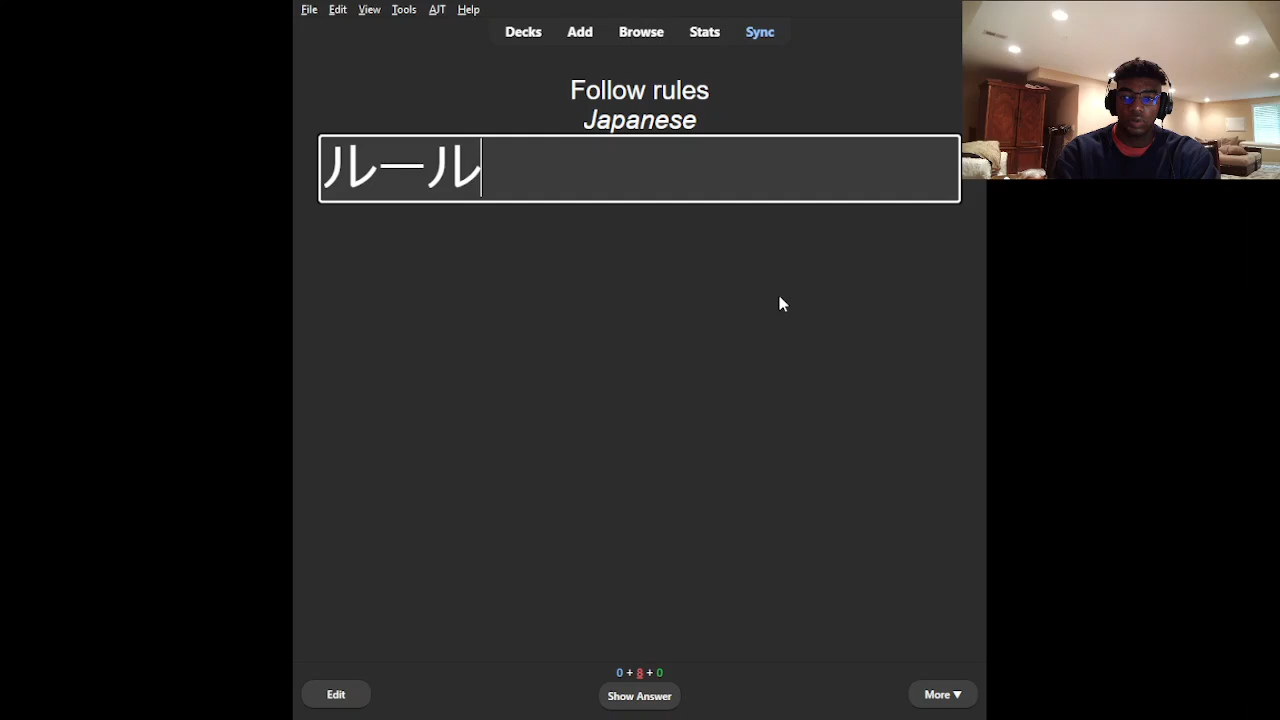 File Edit View Tools AJT Help
Decks Add Browse Stats Sync
Follow rules
Japanese
ルール
0 + 8 + 0
Edit Show Answer More ▼